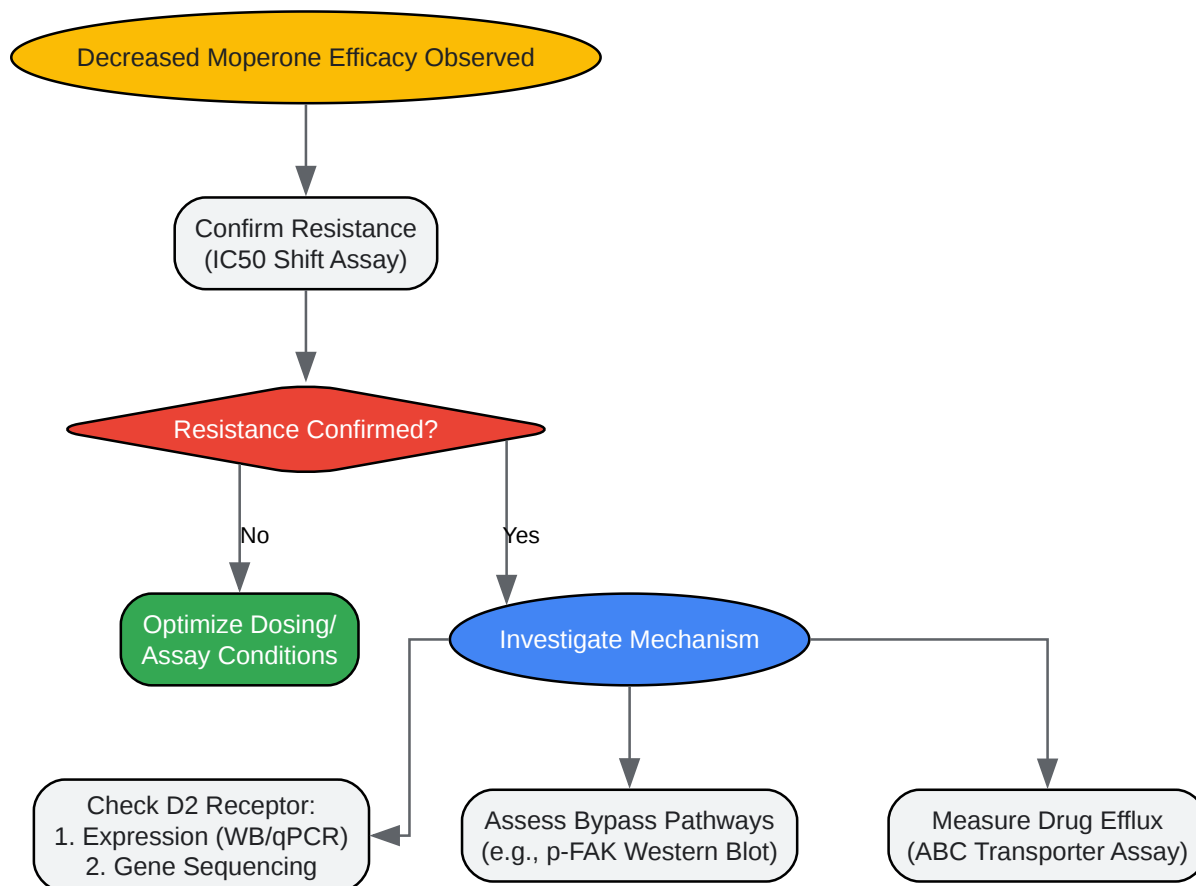 Decreased Moperone Efficacy Observed
Confirm Resistance
(IC50 Shift Assay)
Resistance Confirmed?
No
Yes
Optimize Dosing/
Assay Conditions
Investigate Mechanism
Check D2 Receptor:
1. Expression (WB/qPCR)
2. Gene Sequencing
Assess Bypass Pathways
(e.g., p-FAK Western Blot)
Measure Drug Efflux
(ABC Transporter Assay)